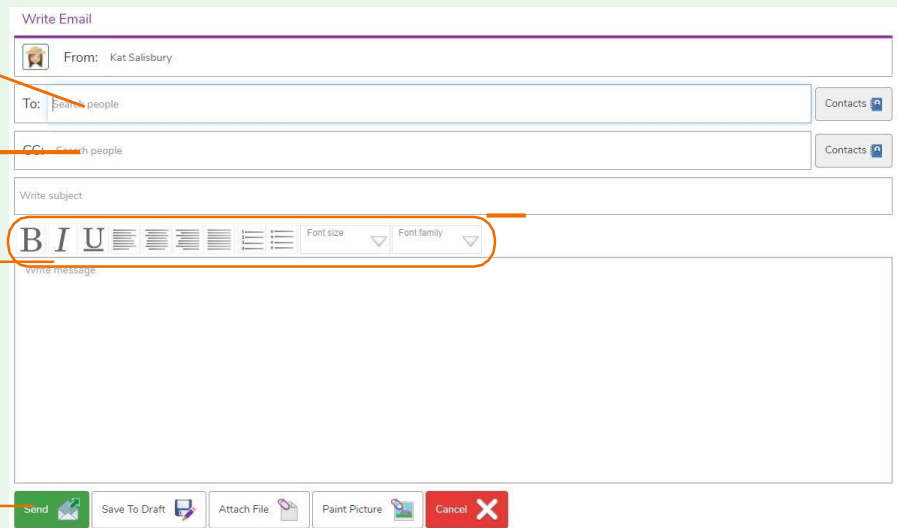 Write Email
From: Kat Salisbury
To: Search people Contacts
CC: Search people Contacts
Write subject
B I U Font size Font family
Write message
Send Save To Draft Attach File Paint Picture Cancel